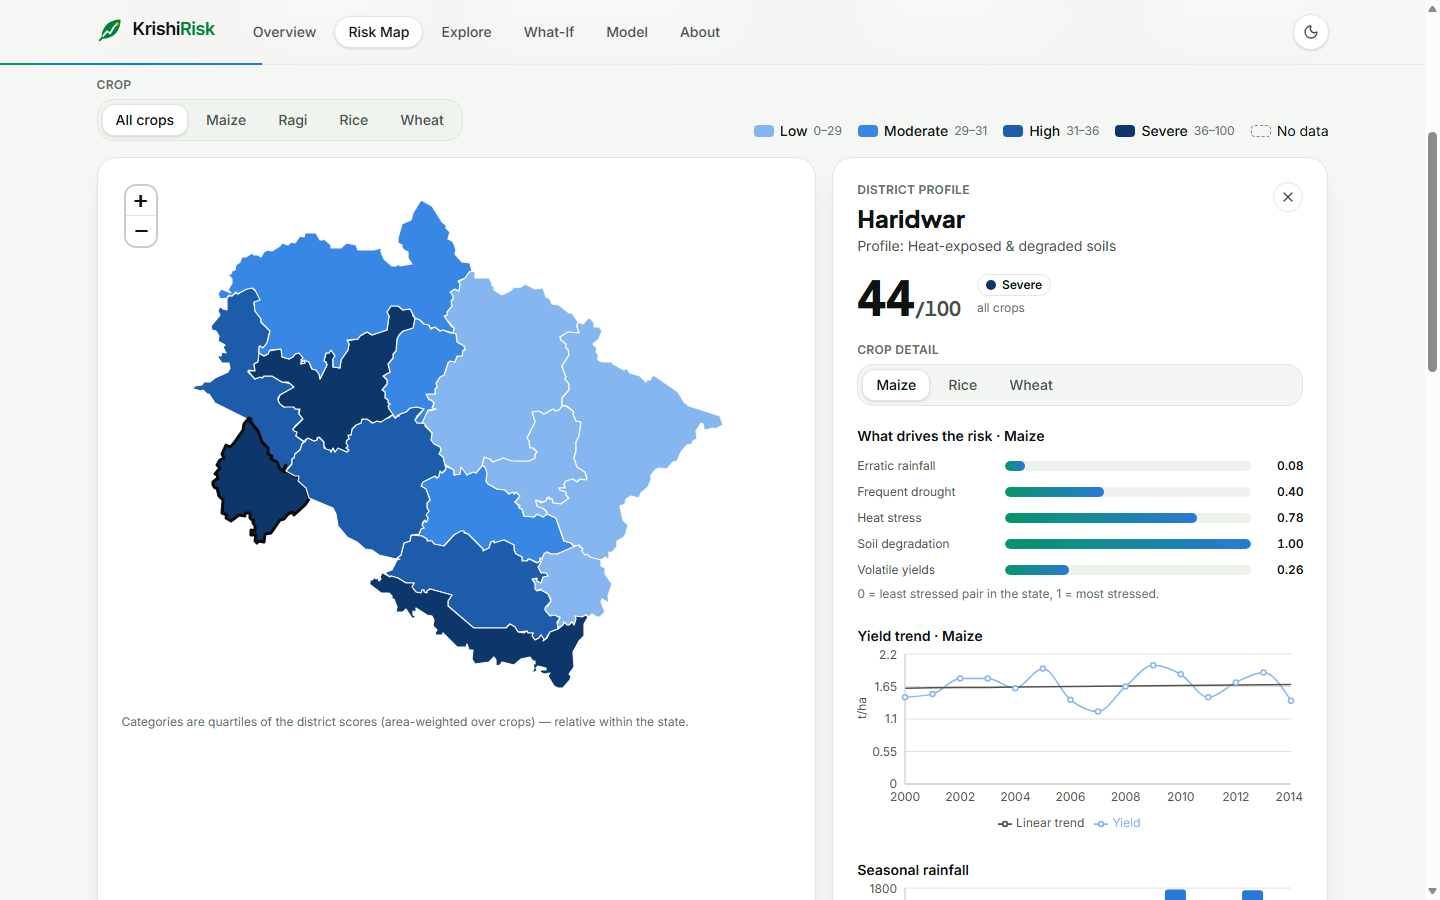 KrishiRisk
Overview
Risk Map
Explore
What-If
Model
About
CROP
All crops
Maize
Ragi
Rice
Wheat
Low 0–29
Moderate 29–31
High 31–36
Severe 36–100
No data
+
−
Categories are quartiles of the district scores (area-weighted over crops) — relative within the state.
DISTRICT PROFILE
Haridwar
Profile: Heat-exposed & degraded soils
44/100
Severe
all crops
CROP DETAIL
Maize
Rice
Wheat
What drives the risk · Maize
Erratic rainfall 0.08
Frequent drought 0.40
Heat stress 0.78
Soil degradation 1.00
Volatile yields 0.26
0 = least stressed pair in the state, 1 = most stressed.
Yield trend · Maize
2.2
1.65
1.1
0.55
0
t/ha
2000 2002 2004 2006 2008 2010 2012 2014
Linear trend
Yield
Seasonal rainfall
1800